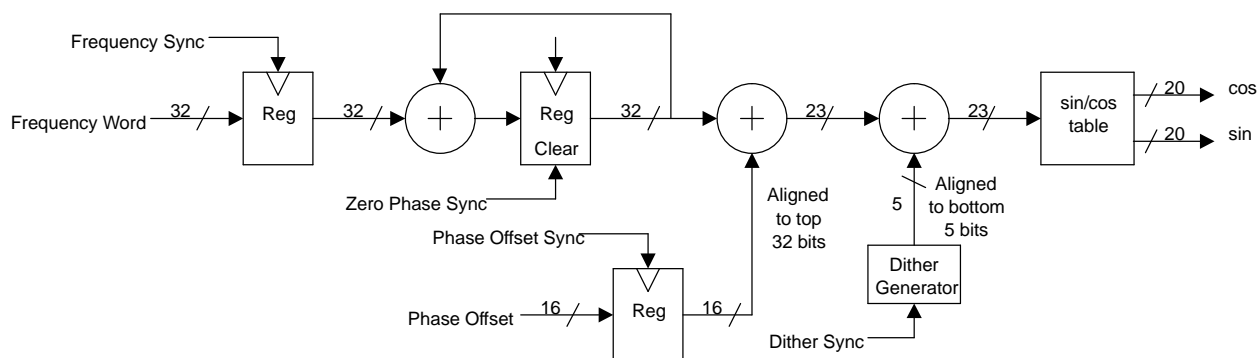 Frequency Sync
Frequency Word
32
Reg
32
+
Reg
Clear
32
Zero Phase Sync
+
23
+
23
sin/cos
table
20
cos
20
sin
Aligned
to top
32 bits
5
Aligned
to bottom
5 bits
Phase Offset Sync
Phase Offset
16
Reg
16
Dither
Generator
Dither Sync